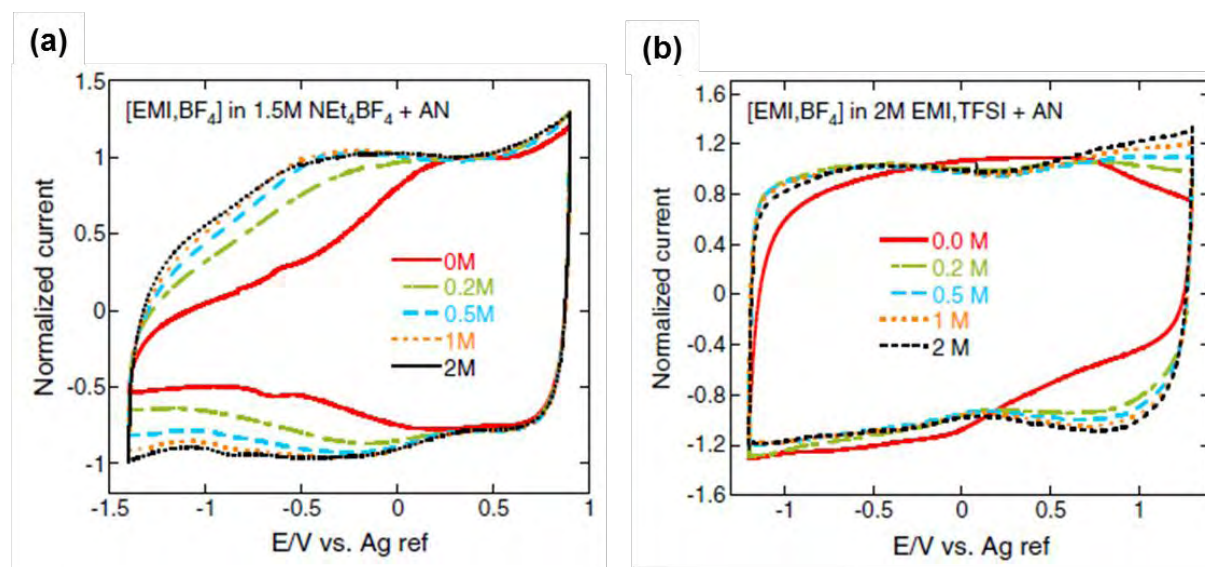 (a)
[EMI,BF₄] in 1.5M NEt₄BF₄ + AN
1.5
1
0.5
0
-0.5
-1
Normalized current
0M
0.2M
0.5M
1M
2M
-1.5 -1 -0.5 0 0.5 1
E/V vs. Ag ref
(b)
[EMI,BF₄] in 2M EMI,TFSI + AN
1.6
1.2
0.8
0.4
0
-0.4
-0.8
-1.2
-1.6
Normalized current
0.0 M
0.2 M
0.5 M
1 M
2 M
-1 -0.5 0 0.5 1
E/V vs. Ag ref